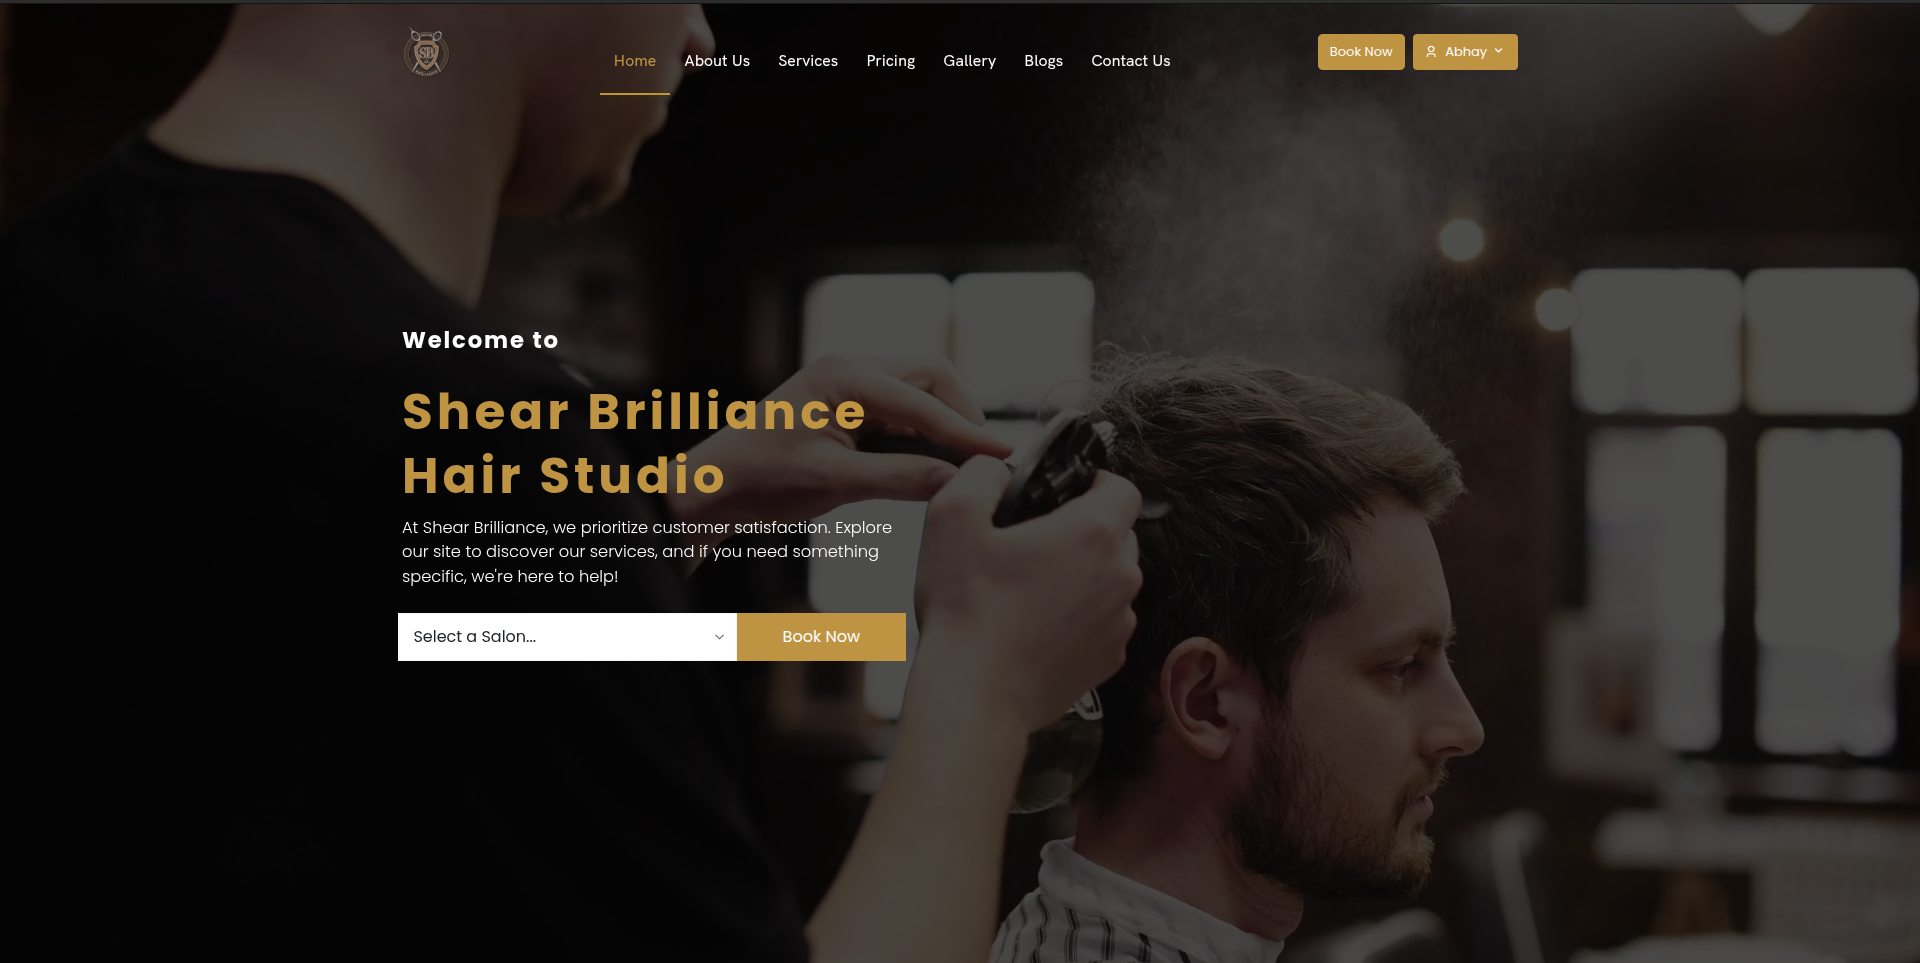 SB
Home
About Us
Services
Pricing
Gallery
Blogs
Contact Us
Book Now
Abhay
Welcome to
Shear Brilliance
Hair Studio
At Shear Brilliance, we prioritize customer satisfaction. Explore
our site to discover our services, and if you need something
specific, we're here to help!
Select a Salon...
Book Now